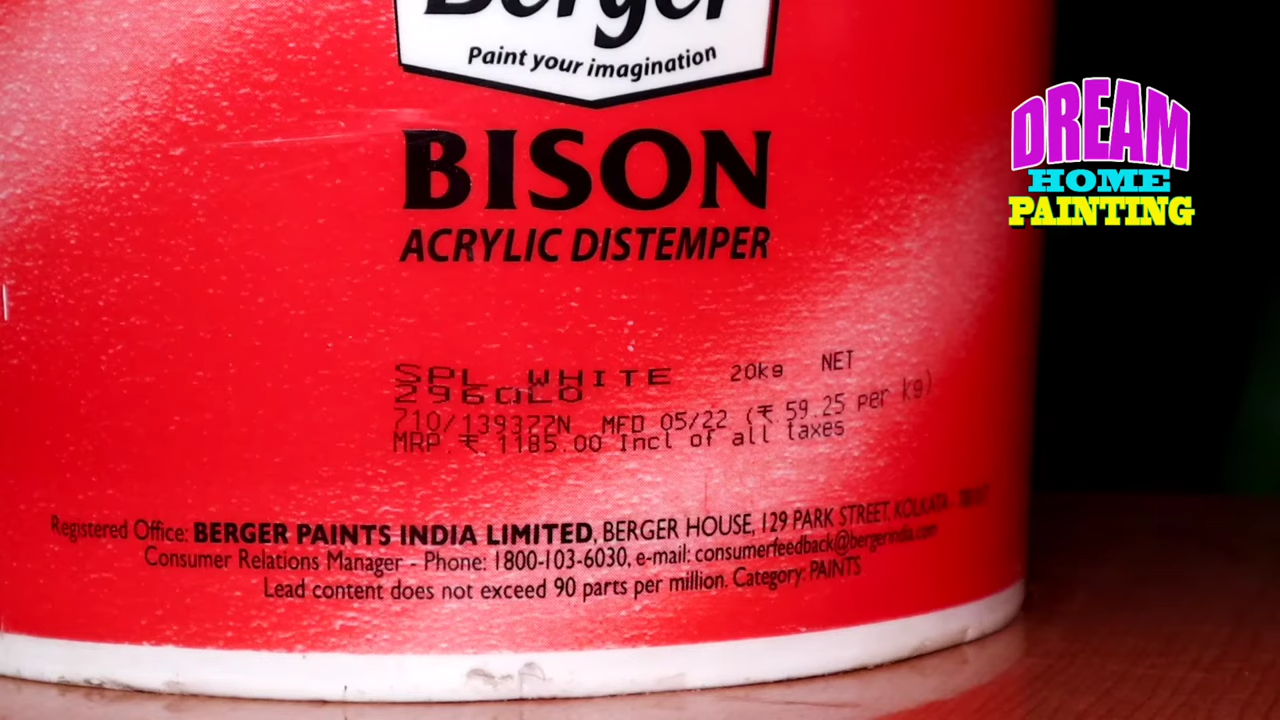 Berger
Paint your imagination
BISON
ACRYLIC DISTEMPER
DREAM
HOME
PAINTING
SPL WHITE 20kg NET
710/139377N MFD 05/22 (₹ 59.25 per kg)
MRP ₹ 1185.00 Incl of all taxes
Registered Office: BERGER PAINTS INDIA LIMITED, BERGER HOUSE, 129 PARK STREET, KOLKATA -
Consumer Relations Manager - Phone: 1800-103-6030, e-mail: consumerfeedback@bergerindia.com
Lead content does not exceed 90 parts per million. Category: PAINTS